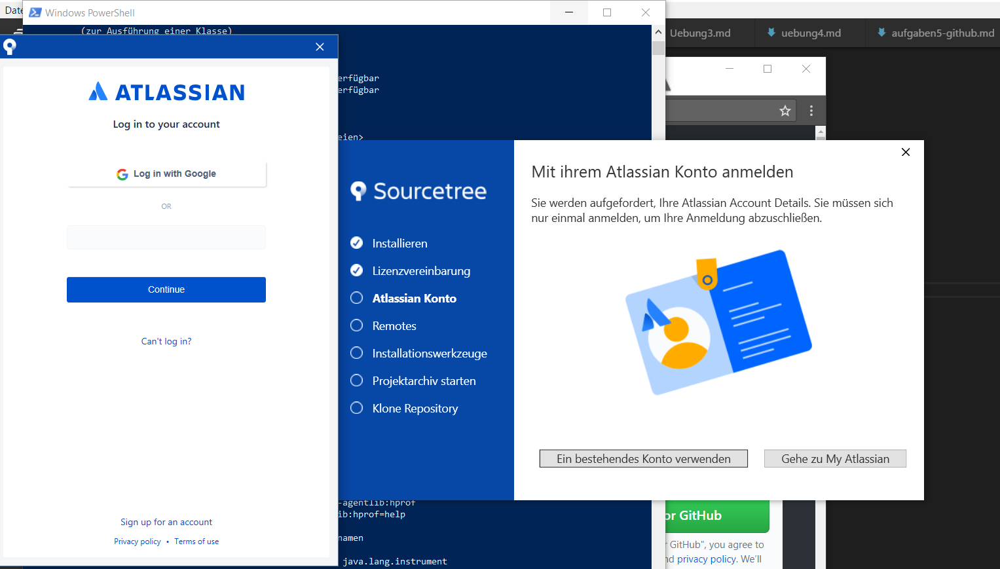 Windows PowerShell
(zur Ausführung einer Klasse)
erfügbar
erfügbar
eien>
-agentlib:hprof
ib:hprof=help
namen
java.lang.instrument
Uebung3.md
uebung4.md
aufgaben5-github.md
ATLASSIAN
Log in to your account
Log in with Google
OR
Continue
Can't log in?
Sign up for an account
Privacy policy • Terms of use
Sourcetree
Installieren
Lizenzvereinbarung
Atlassian Konto
Remotes
Installationswerkzeuge
Projektarchiv starten
Klone Repository
Mit ihrem Atlassian Konto anmelden
Sie werden aufgefordert, Ihre Atlassian Account Details. Sie müssen sich
nur einmal anmelden, um Ihre Anmeldung abzuschließen.
Ein bestehendes Konto verwenden
Gehe zu My Atlassian
or GitHub
GitHub", you agree to
privacy policy. We'll